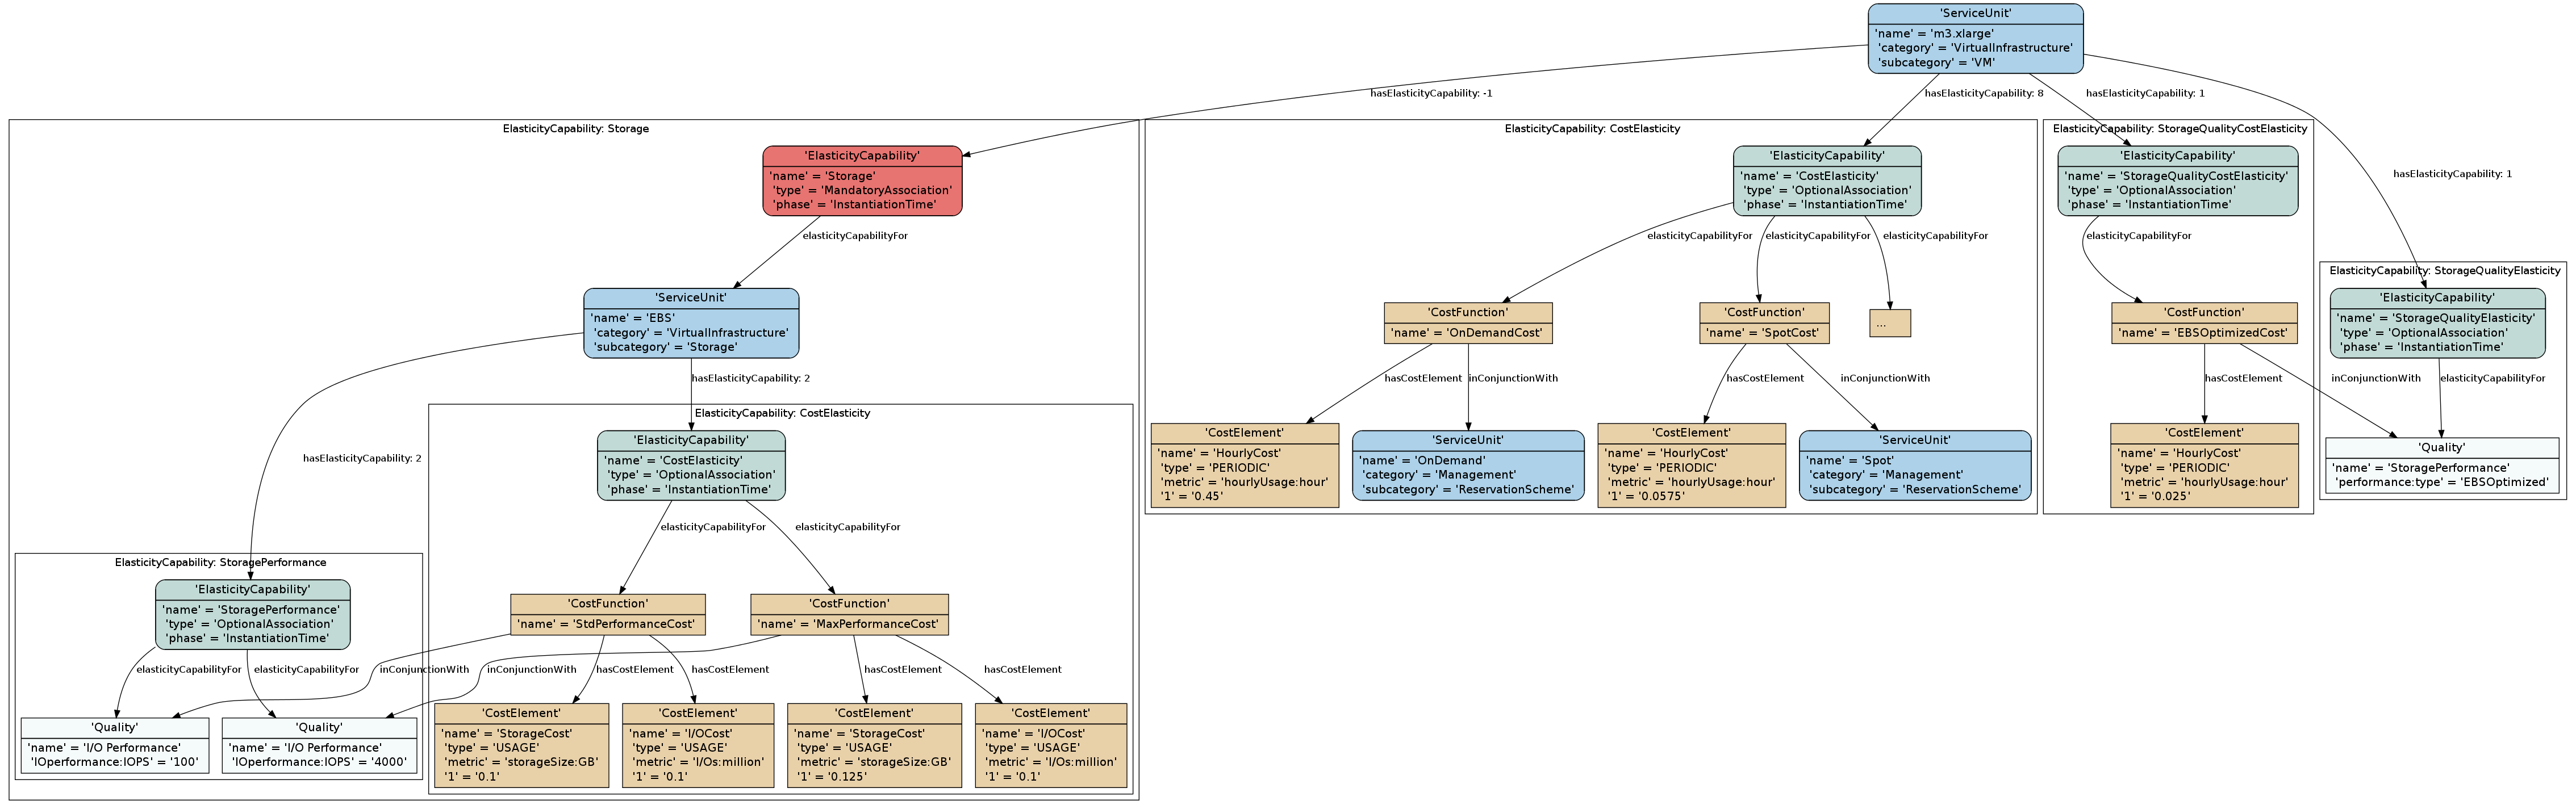 'ServiceUnit'
'name' = 'm3.xlarge'
'category' = 'VirtualInfrastructure'
'subcategory' = 'VM'
hasElasticityCapability: -1
hasElasticityCapability: 8
hasElasticityCapability: 1
hasElasticityCapability: 1
ElasticityCapability: Storage
'ElasticityCapability'
'name' = 'Storage'
'type' = 'MandatoryAssociation'
'phase' = 'InstantiationTime'
elasticityCapabilityFor
'ServiceUnit'
'name' = 'EBS'
'category' = 'VirtualInfrastructure'
'subcategory' = 'Storage'
hasElasticityCapability: 2
hasElasticityCapability: 2
ElasticityCapability: StoragePerformance
'ElasticityCapability'
'name' = 'StoragePerformance'
'type' = 'OptionalAssociation'
'phase' = 'InstantiationTime'
elasticityCapabilityFor
elasticityCapabilityFor
'Quality'
'name' = 'I/O Performance'
'IOperformance:IOPS' = '100'
'Quality'
'name' = 'I/O Performance'
'IOperformance:IOPS' = '4000'
ElasticityCapability: CostElasticity
'ElasticityCapability'
'name' = 'CostElasticity'
'type' = 'OptionalAssociation'
'phase' = 'InstantiationTime'
elasticityCapabilityFor
elasticityCapabilityFor
'CostFunction'
'name' = 'StdPerformanceCost'
'CostFunction'
'name' = 'MaxPerformanceCost'
inConjunctionWith
inConjunctionWith
hasCostElement
hasCostElement
hasCostElement
hasCostElement
'CostElement'
'name' = 'StorageCost'
'type' = 'USAGE'
'metric' = 'storageSize:GB'
'1' = '0.1'
'CostElement'
'name' = 'I/OCost'
'type' = 'USAGE'
'metric' = 'I/Os:million'
'1' = '0.1'
'CostElement'
'name' = 'StorageCost'
'type' = 'USAGE'
'metric' = 'storageSize:GB'
'1' = '0.125'
'CostElement'
'name' = 'I/OCost'
'type' = 'USAGE'
'metric' = 'I/Os:million'
'1' = '0.1'
ElasticityCapability: CostElasticity
'ElasticityCapability'
'name' = 'CostElasticity'
'type' = 'OptionalAssociation'
'phase' = 'InstantiationTime'
elasticityCapabilityFor
elasticityCapabilityFor
elasticityCapabilityFor
'CostFunction'
'name' = 'OnDemandCost'
'CostFunction'
'name' = 'SpotCost'
...
hasCostElement
inConjunctionWith
hasCostElement
inConjunctionWith
'CostElement'
'name' = 'HourlyCost'
'type' = 'PERIODIC'
'metric' = 'hourlyUsage:hour'
'1' = '0.45'
'ServiceUnit'
'name' = 'OnDemand'
'category' = 'Management'
'subcategory' = 'ReservationScheme'
'CostElement'
'name' = 'HourlyCost'
'type' = 'PERIODIC'
'metric' = 'hourlyUsage:hour'
'1' = '0.0575'
'ServiceUnit'
'name' = 'Spot'
'category' = 'Management'
'subcategory' = 'ReservationScheme'
ElasticityCapability: StorageQualityCostElasticity
'ElasticityCapability'
'name' = 'StorageQualityCostElasticity'
'type' = 'OptionalAssociation'
'phase' = 'InstantiationTime'
elasticityCapabilityFor
'CostFunction'
'name' = 'EBSOptimizedCost'
hasCostElement
inConjunctionWith
'CostElement'
'name' = 'HourlyCost'
'type' = 'PERIODIC'
'metric' = 'hourlyUsage:hour'
'1' = '0.025'
ElasticityCapability: StorageQualityElasticity
'ElasticityCapability'
'name' = 'StorageQualityElasticity'
'type' = 'OptionalAssociation'
'phase' = 'InstantiationTime'
elasticityCapabilityFor
'Quality'
'name' = 'StoragePerformance'
'performance:type' = 'EBSOptimized'